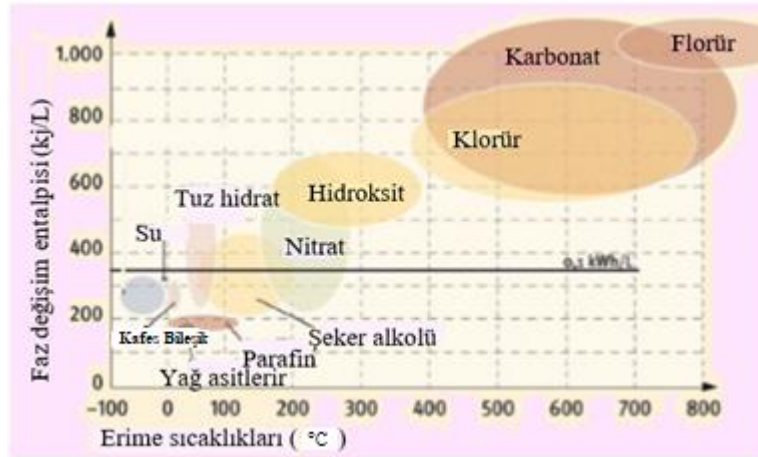 Faz değişim entalpisi (kj/L)
1.000
800
600
400
200
0
Karbonat
Florür
Klorür
Tuz hidrat
Hidroksit
Su
Nitrat
kWh/L
Kafes Bileşik
Şeker alkolü
Parafin
Yağ asitlerir
-100 0 100 200 300 400 500 600 700 800
Erime sıcaklıkları ( °C )